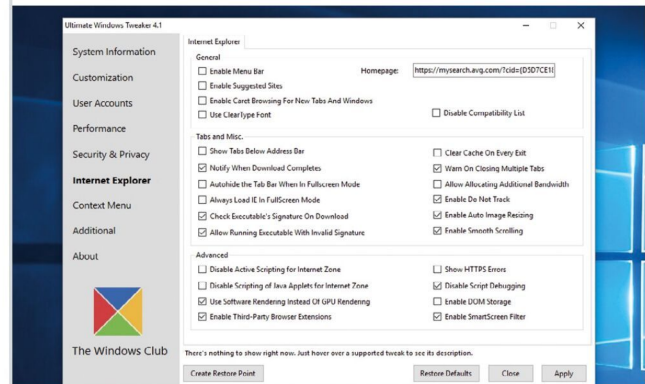 Ultimate Windows Tweaker 4.1
System Information
Customization
User Accounts
Performance
Security & Privacy
Internet Explorer
Context Menu
Additional
About
The Windows Club
Internet Explorer
General
Enable Menu Bar
Homepage: https://mysearch.avg.com/?cid={D5D7CE18
Enable Suggested Sites
Enable Caret Browsing For New Tabs And Windows
Use ClearType Font
Disable Compatibility List
Tabs and Misc.
Show Tabs Below Address Bar
Clear Cache On Every Exit
Notify When Download Completes
Warn On Closing Multiple Tabs
Autohide the Tab Bar When In Fullscreen Mode
Allow Allocating Additional Bandwidth
Always Load IE In FullScreen Mode
Enable Do Not Track
Check Executable's Signature On Download
Enable Auto Image Resizing
Allow Running Executable With Invalid Signature
Enable Smooth Scrolling
Advanced
Disable Active Scripting for Internet Zone
Show HTTPS Errors
Disable Scripting of Java Applets for Internet Zone
Disable Script Debugging
Use Software Rendering Instead Of GPU Rendering
Enable DOM Storage
Enable Third-Party Browser Extensions
Enable SmartScreen Filter
There's nothing to show right now. Just hover over a supported tweak to see its description.
Create Restore Point
Restore Defaults
Close
Apply